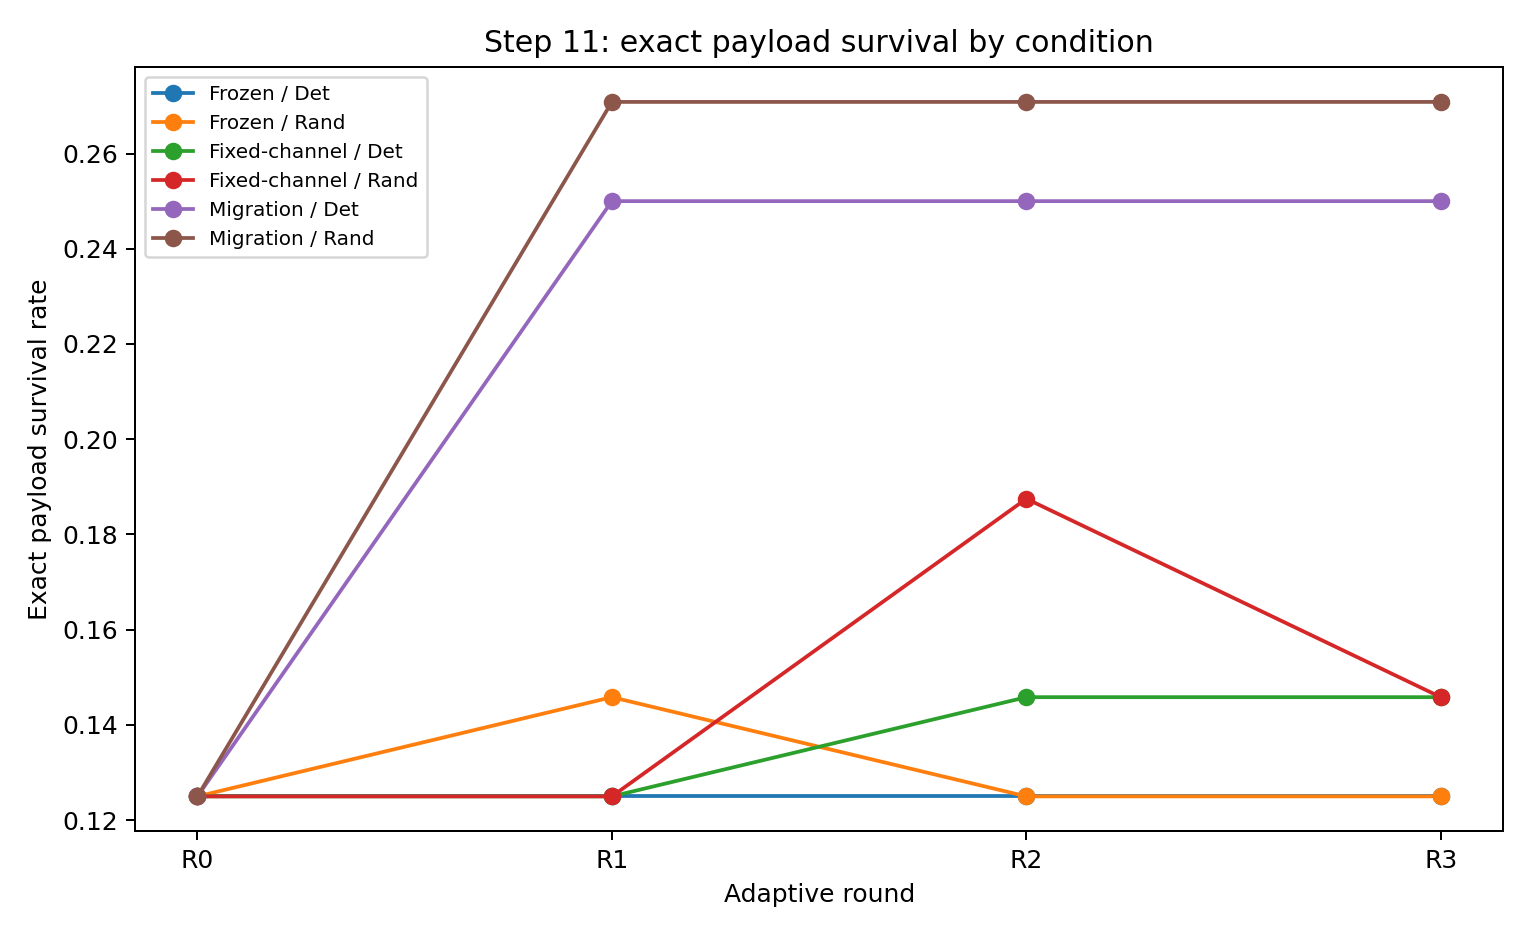 Step 11: exact payload survival by condition
Frozen / Det
Frozen / Rand
Fixed-channel / Det
Fixed-channel / Rand
Migration / Det
Migration / Rand
Exact payload survival rate
0.26
0.24
0.22
0.20
0.18
0.16
0.14
0.12
R0 R1 R2 R3
Adaptive round